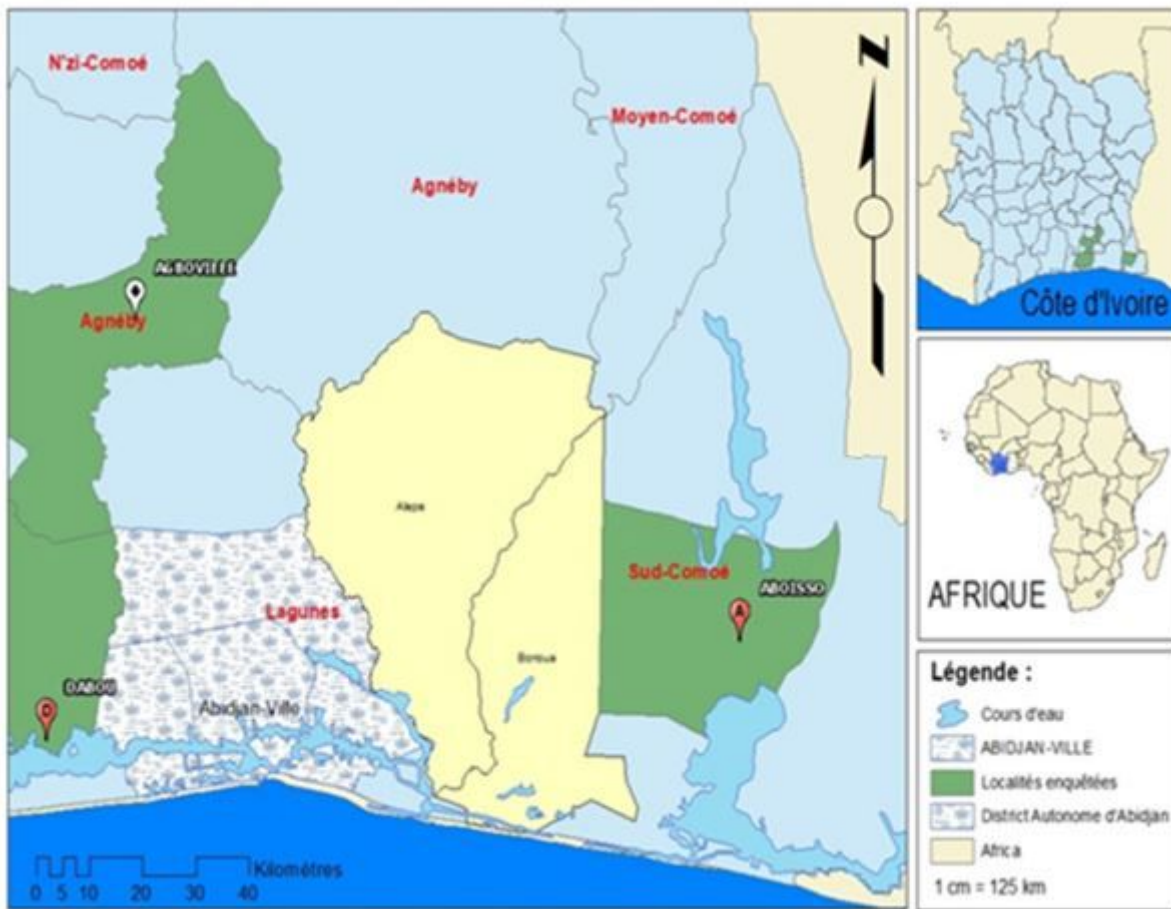 N'zi-Comoé
Moyen-Comoé
Agnéby
N
AGBOVILLE
Agnéby
Sud-Comoé
ABOISSO
A
Lagunes
DABOU
D
Abidjan-Ville
Kilométres
0 5 10 20 30 40
Côte d'Ivoire
AFRIQUE
Légende :
Cours d'eau
ABIDJAN-VILLE
Localités enquêtées
District Autonome d'Abidjan
Africa
1 cm = 125 km